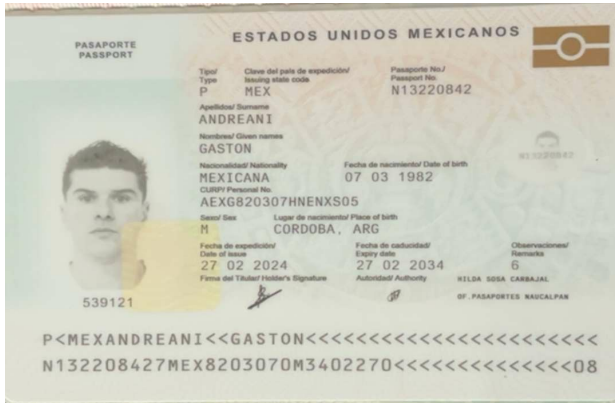 PASAPORTE
PASSPORT
ESTADOS UNIDOS MEXICANOS
Tipo/ Clave del país de expedición/ Pasaporte No./
Type Issuing state code Passport No.
P MEX N13220842
Apellidos/ Surname
ANDREANI
Nombres/ Given names
GASTON
N13220842
Nacionalidad/ Nationality Fecha de nacimiento/ Date of birth
MEXICANA 07 03 1982
CURP/ Personal No.
AEXG820307HNENXS05
Sexo/ Sex Lugar de nacimiento/ Place of birth
M CORDOBA, ARG
Fecha de expedición/ Fecha de caducidad/ Observaciones/
Date of issue Expiry date Remarks
27 02 2024 27 02 2034 6
Firma del Titular/ Holder's Signature Autoridad/ Authority HILDA SOSA CARBAJAL
OF.PASAPORTES NAUCALPAN
539121
P<MEXANDREANI<<GASTON<<<<<<<<<<<<<<<<<<<<<<<
N132208427MEX8203070M3402270<<<<<<<<<<<<<<08